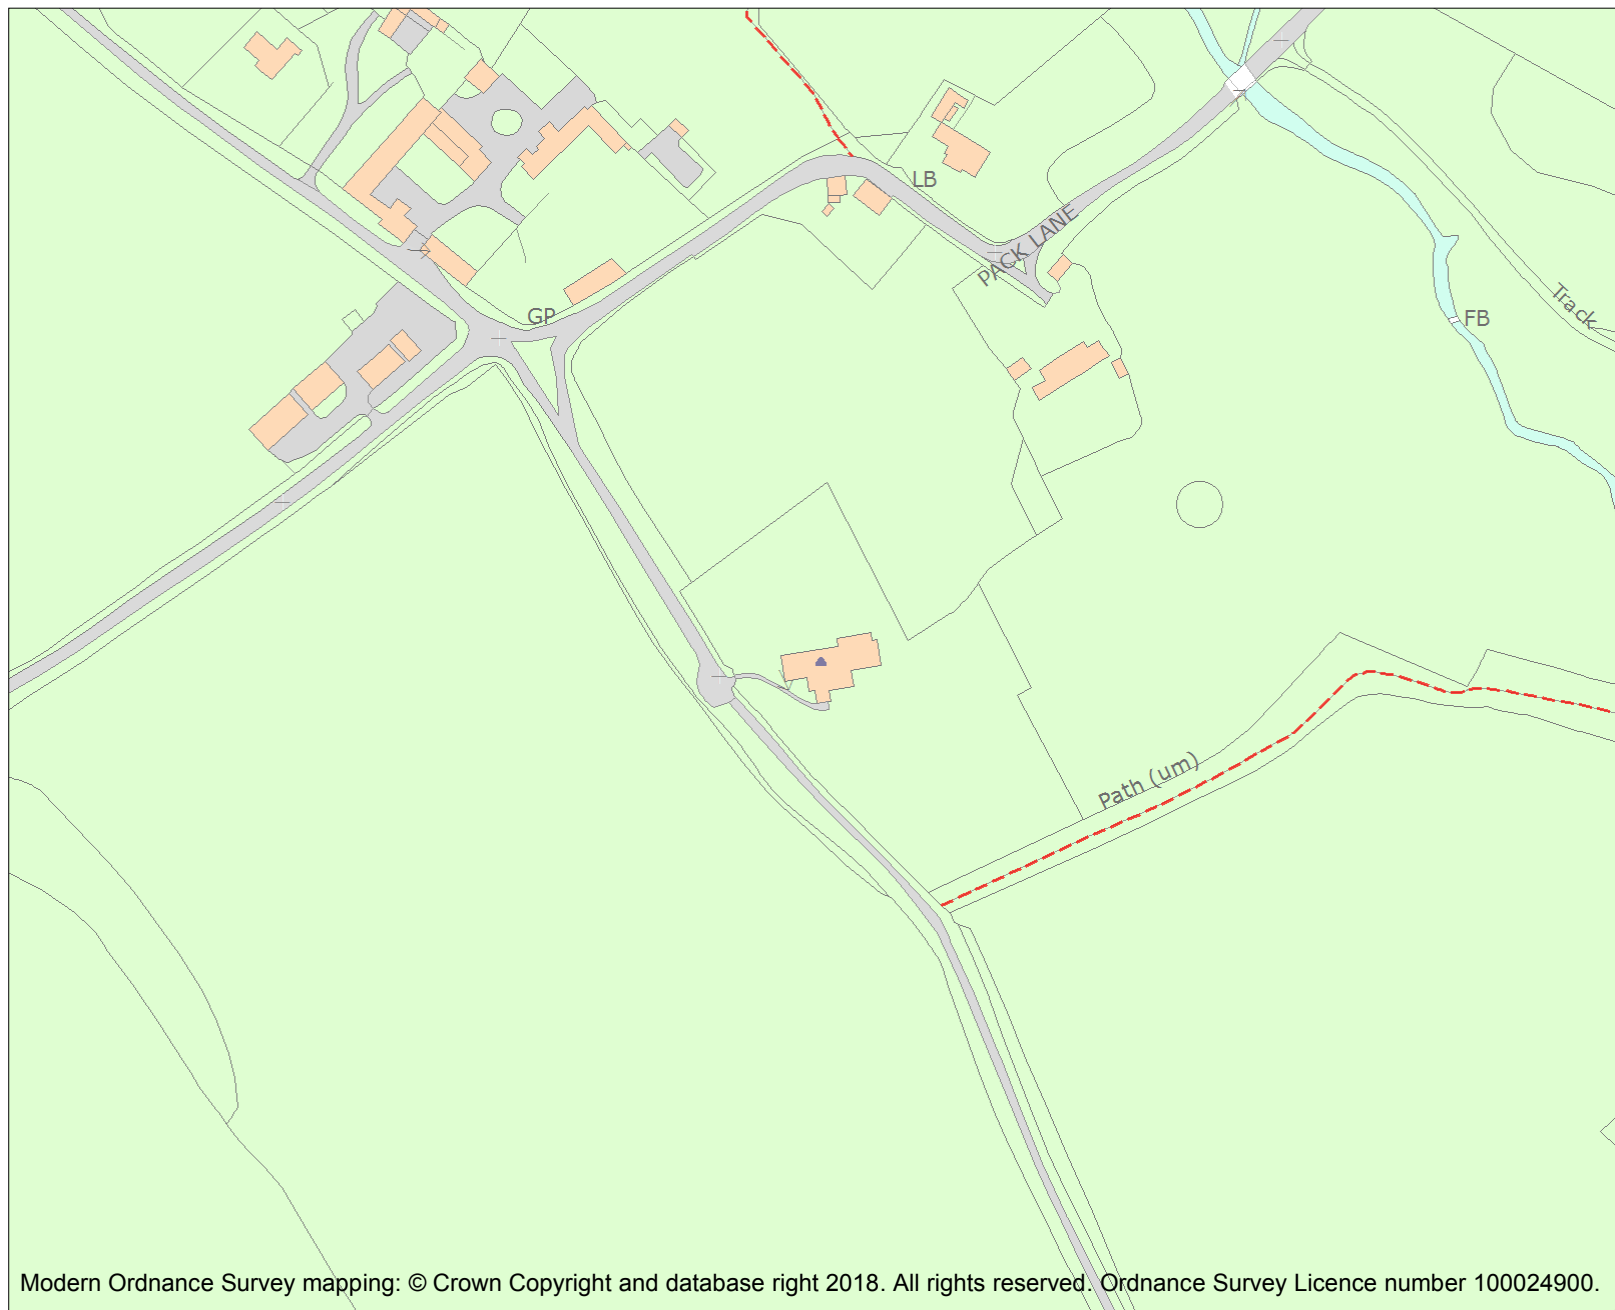 LB
PACK LANE
GP
Track
FB
Path (um)
Modern Ordnance Survey mapping: © Crown Copyright and database right 2018. All rights reserved. Ordnance Survey Licence number 100024900.